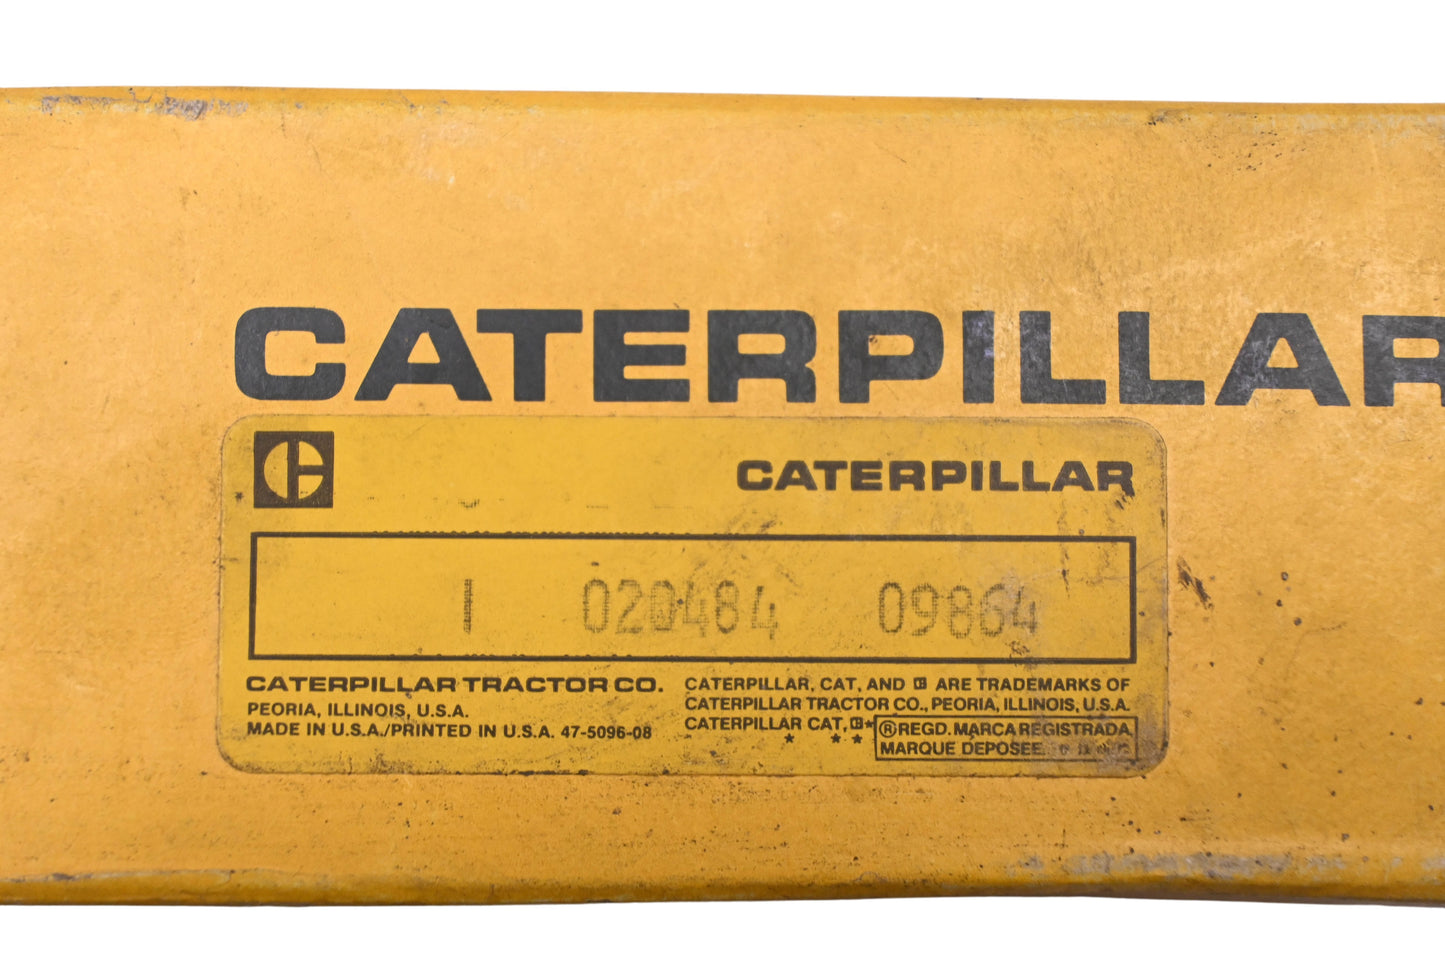 CATERPILLAR
CATERPILLAR
1 020484 09864
CATERPILLAR TRACTOR CO.
PEORIA, ILLINOIS, U.S.A.
MADE IN U.S.A./PRINTED IN U.S.A. 47-5096-08
CATERPILLAR, CAT, AND C ARE TRADEMARKS OF
CATERPILLAR TRACTOR CO., PEORIA, ILLINOIS, U.S.A.
CATERPILLAR CAT, C*
* * *
®REGD. MARCA REGISTRADA,
MARQUE DEPOSEE.